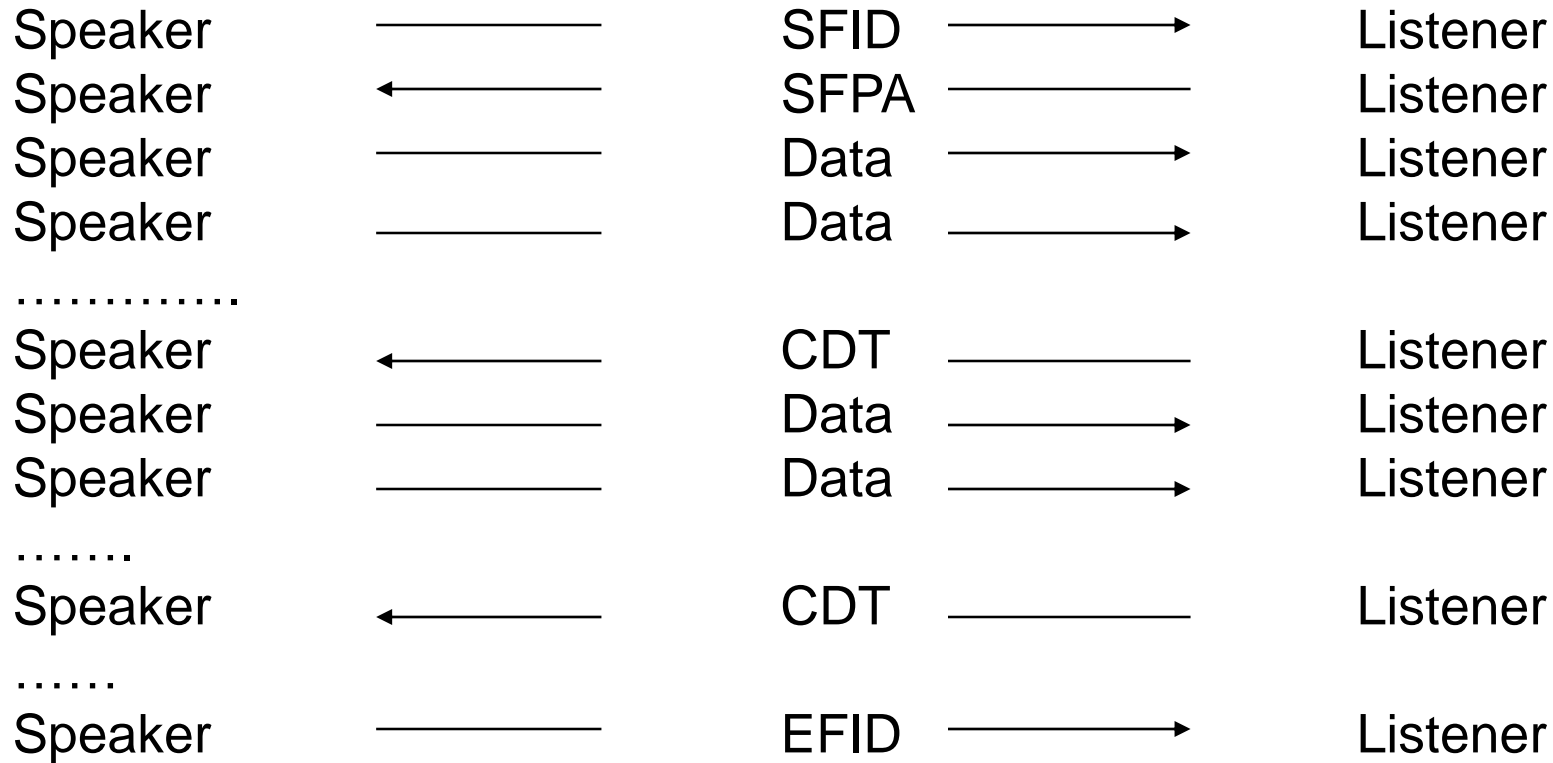 Speaker SFID Listener
Speaker SFPA Listener
Speaker Data Listener
Speaker Data Listener
………….
Speaker CDT Listener
Speaker Data Listener
Speaker Data Listener
…….
Speaker CDT Listener
……
Speaker EFID Listener